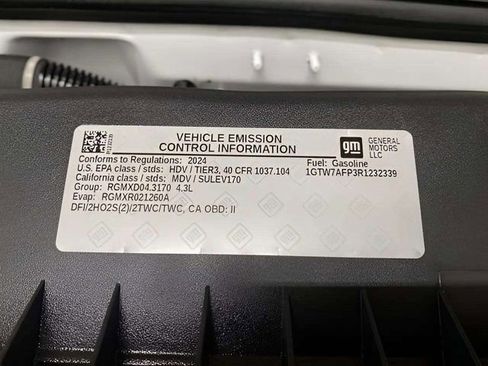 VEHICLE EMISSION
CONTROL INFORMATION
gm
GENERAL
MOTORS
LLC
Conforms to Regulations: 2024
Fuel: Gasoline
U.S. EPA class / stds: HDV / TIER3, 40 CFR 1037.104
1GTW7AFP3R1232339
California class / stds: MDV / SULEV170
Group: RGMXD04.3170 4.3L
Evap: RGMXR021260A
DFI/2HO2S(2)/2TWC/TWC, CA OBD: II